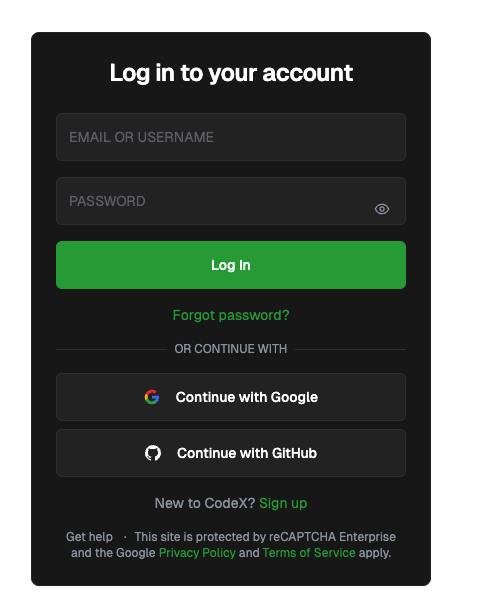 Log in to your account
EMAIL OR USERNAME
PASSWORD
Log In
Forgot password?
OR CONTINUE WITH
Continue with Google
Continue with GitHub
New to CodeX? Sign up
Get help · This site is protected by reCAPTCHA Enterprise
and the Google Privacy Policy and Terms of Service apply.